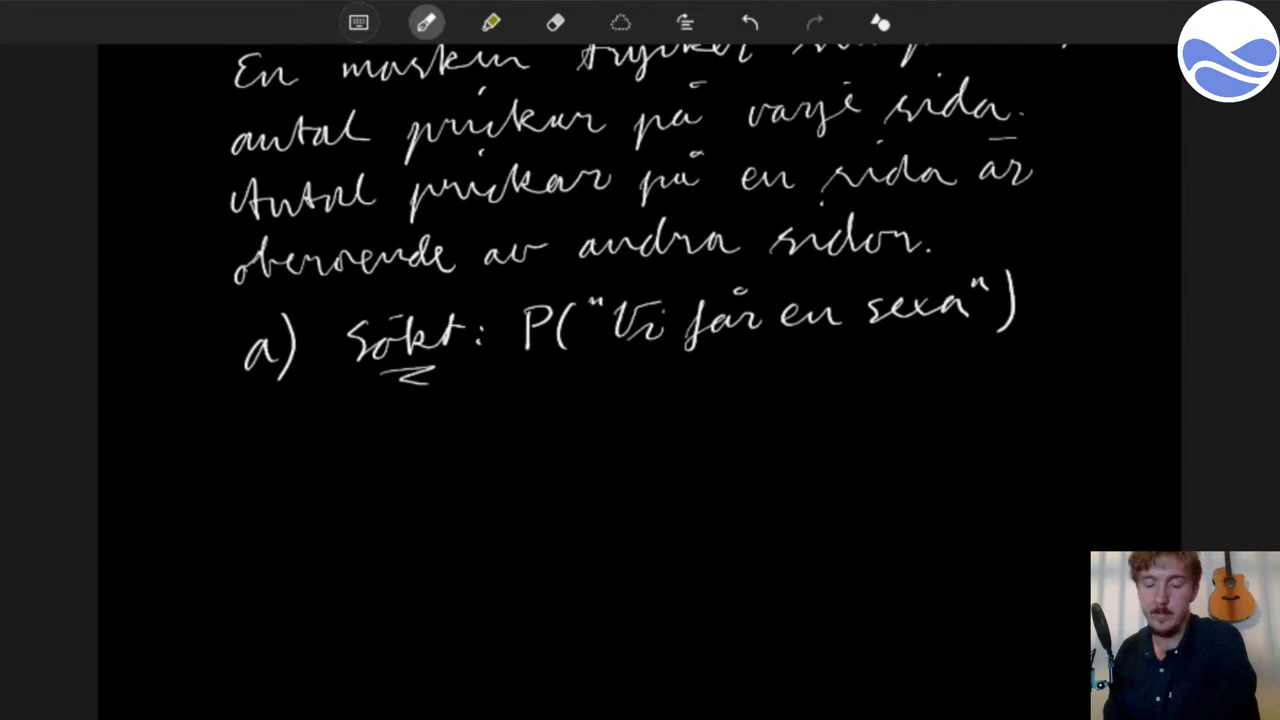 En maskin trycker
antal prickar på varje sida.
Antal prickar på en sida är
oberoende av andra sidor.
a) Sökt: P("Vi får en sexa")